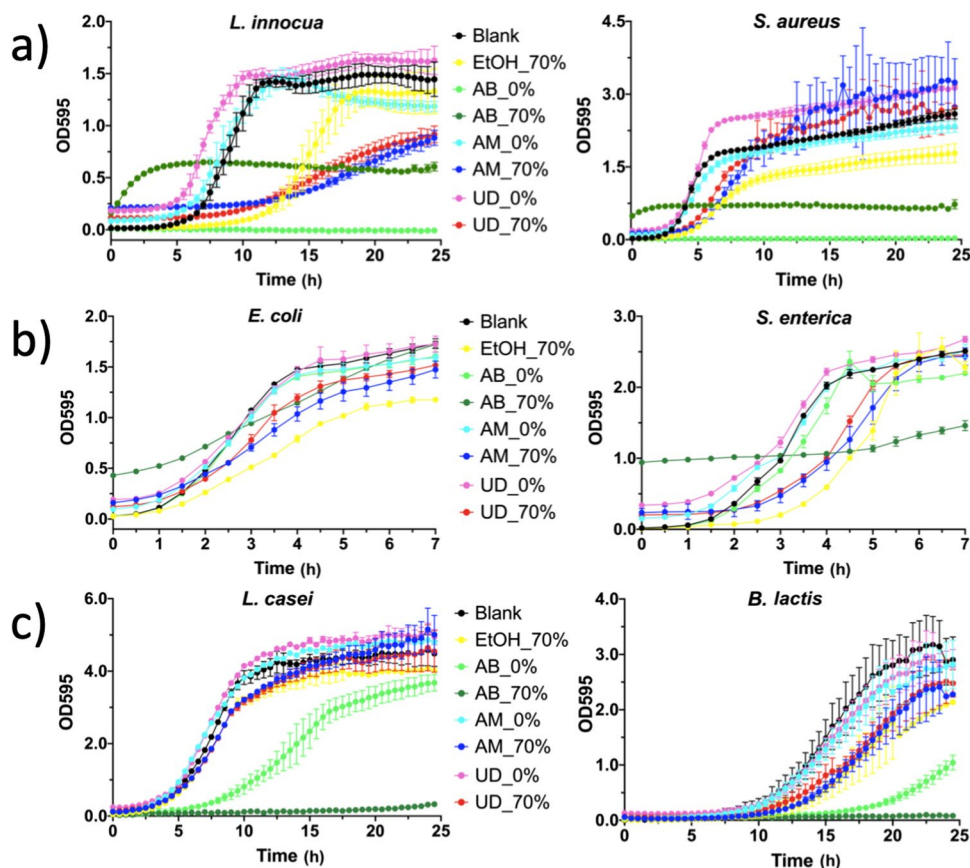 a)
L. innocua
OD595
2.0
1.5
1.0
0.5
0.0
0 5 10 15 20 25
Time (h)
Blank
EtOH_70%
AB_0%
AB_70%
AM_0%
AM_70%
UD_0%
UD_70%
S. aureus
OD595
4.5
3.0
1.5
0.0
0 5 10 15 20 25
Time (h)
b)
E. coli
OD595
2.0
1.5
1.0
0.5
0.0
0 1 2 3 4 5 6 7
Time (h)
Blank
EtOH_70%
AB_0%
AB_70%
AM_0%
AM_70%
UD_0%
UD_70%
S. enterica
OD595
3.0
2.0
1.0
0.0
0 1 2 3 4 5 6 7
Time (h)
c)
L. casei
OD595
6.0
4.0
2.0
0.0
0 5 10 15 20 25
Time (h)
Blank
EtOH_70%
AB_0%
AB_70%
AM_0%
AM_70%
UD_0%
UD_70%
B. lactis
OD595
4.0
3.0
2.0
1.0
0.0
0 5 10 15 20 25
Time (h)